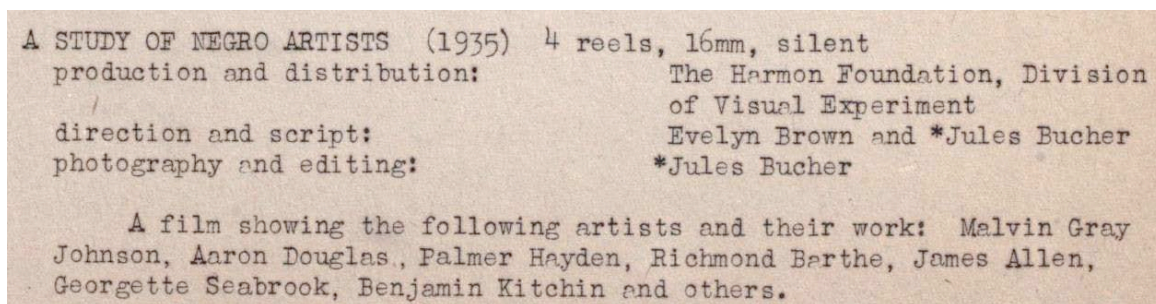 A STUDY OF NEGRO ARTISTS (1935) 4 reels, 16mm, silent
production and distribution: The Harmon Foundation, Division
of Visual Experiment
direction and script: Evelyn Brown and *Jules Bucher
photography and editing: *Jules Bucher
A film showing the following artists and their work: Malvin Gray
Johnson, Aaron Douglas, Palmer Hayden, Richmond Barthe, James Allen,
Georgette Seabrook, Benjamin Kitchin and others.